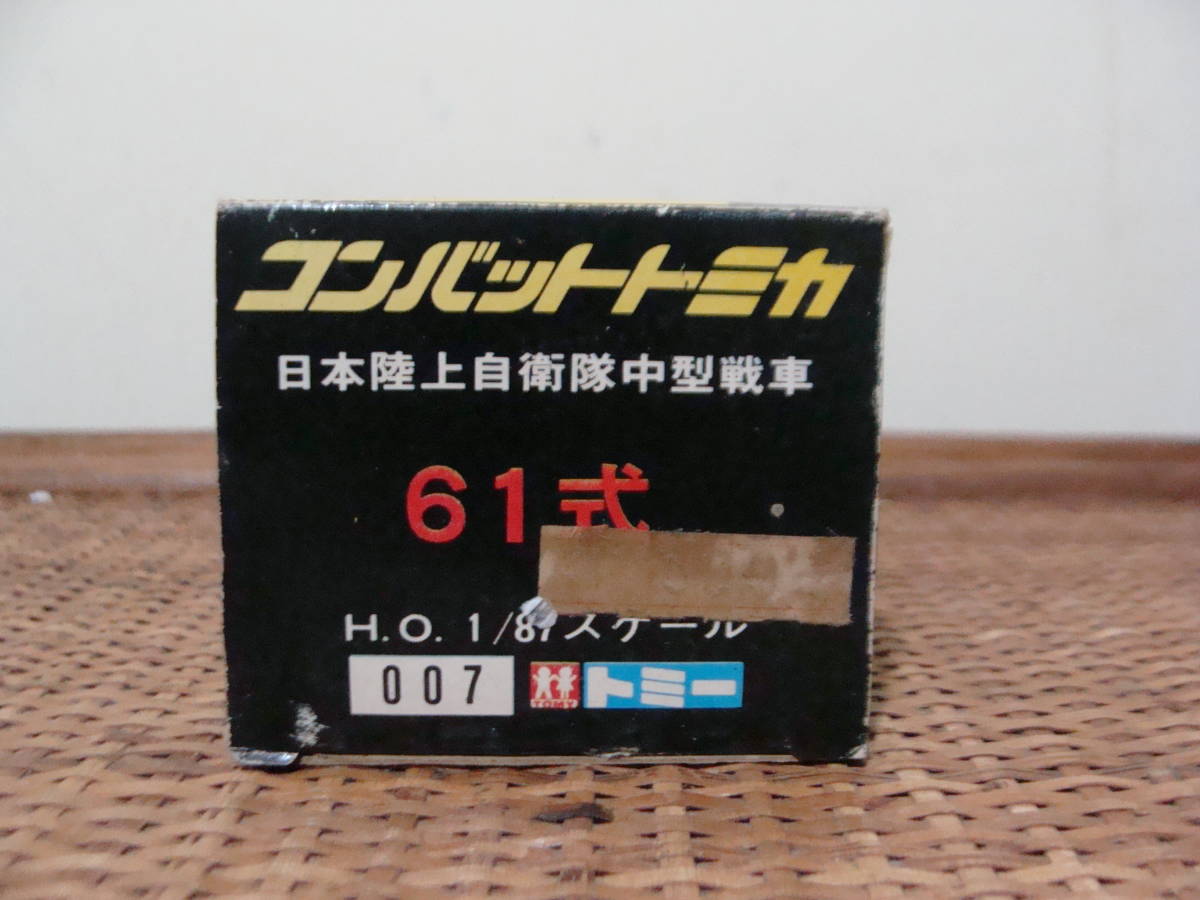 コンバットトミカ
日本陸上自衛隊中型戦車
61式
H.O. 1/87スケール
007 TOMY トミー